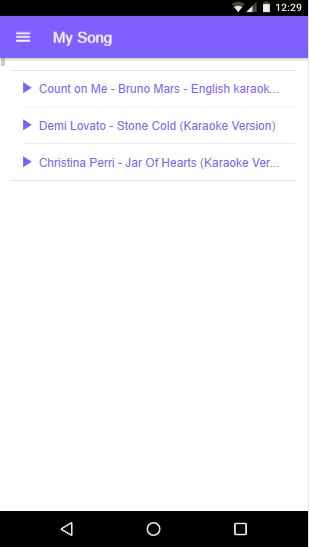 12:29
My Song
Count on Me - Bruno Mars - English karaok...
Demi Lovato - Stone Cold (Karaoke Version)
Christina Perri - Jar Of Hearts (Karaoke Ver...